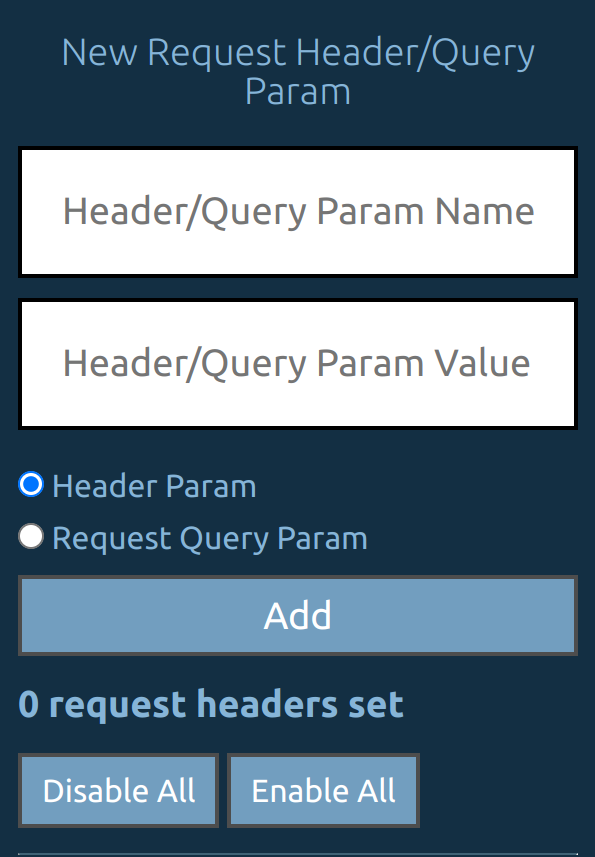 New Request Header/Query
Param
Header/Query Param Name
Header/Query Param Value
Header Param
Request Query Param
Add
0 request headers set
Disable All Enable All